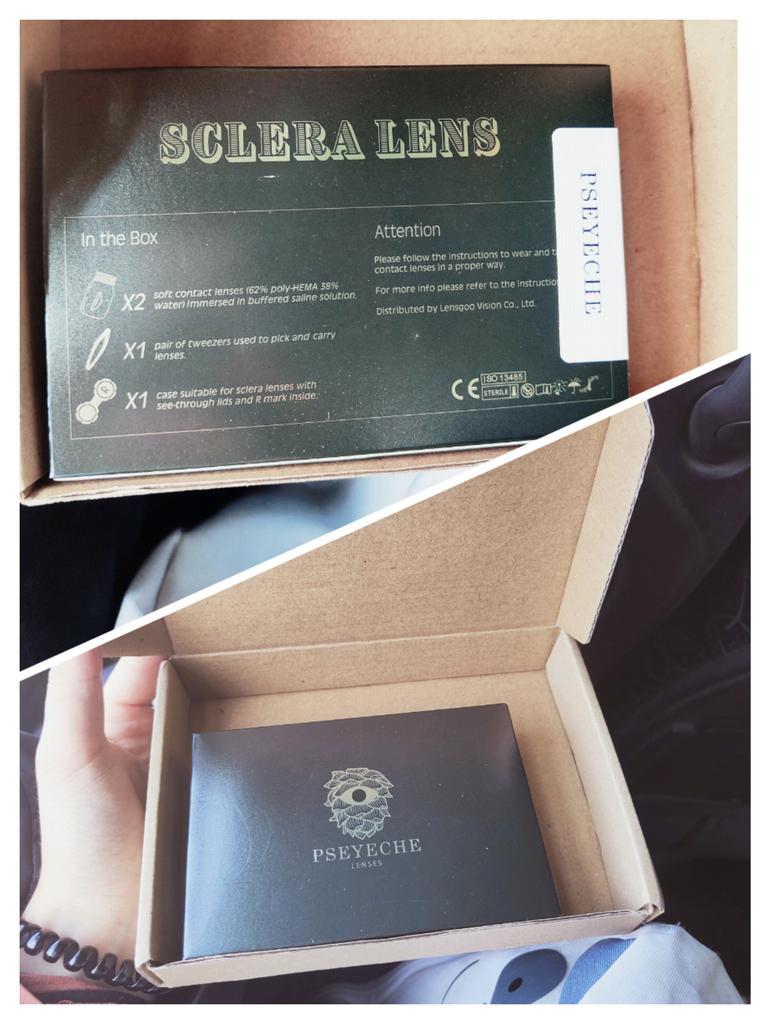 SCLERA LENS
In the Box
X2 soft contact lenses (62% poly-HEMA 38%
water) immersed in buffered saline solution.
X1 pair of tweezers used to pick and carry
lenses.
R
X1 case suitable for sclera lenses with
see-through lids and R mark inside.
Attention
Please follow the instructions to wear and
contact lenses in a proper way.
For more info please refer to the
Distributed by Lensgoo Vision Co., Ltd.
CE ISO 13485
STERILE
PSEYECHE
PSEYECHE
LENSES